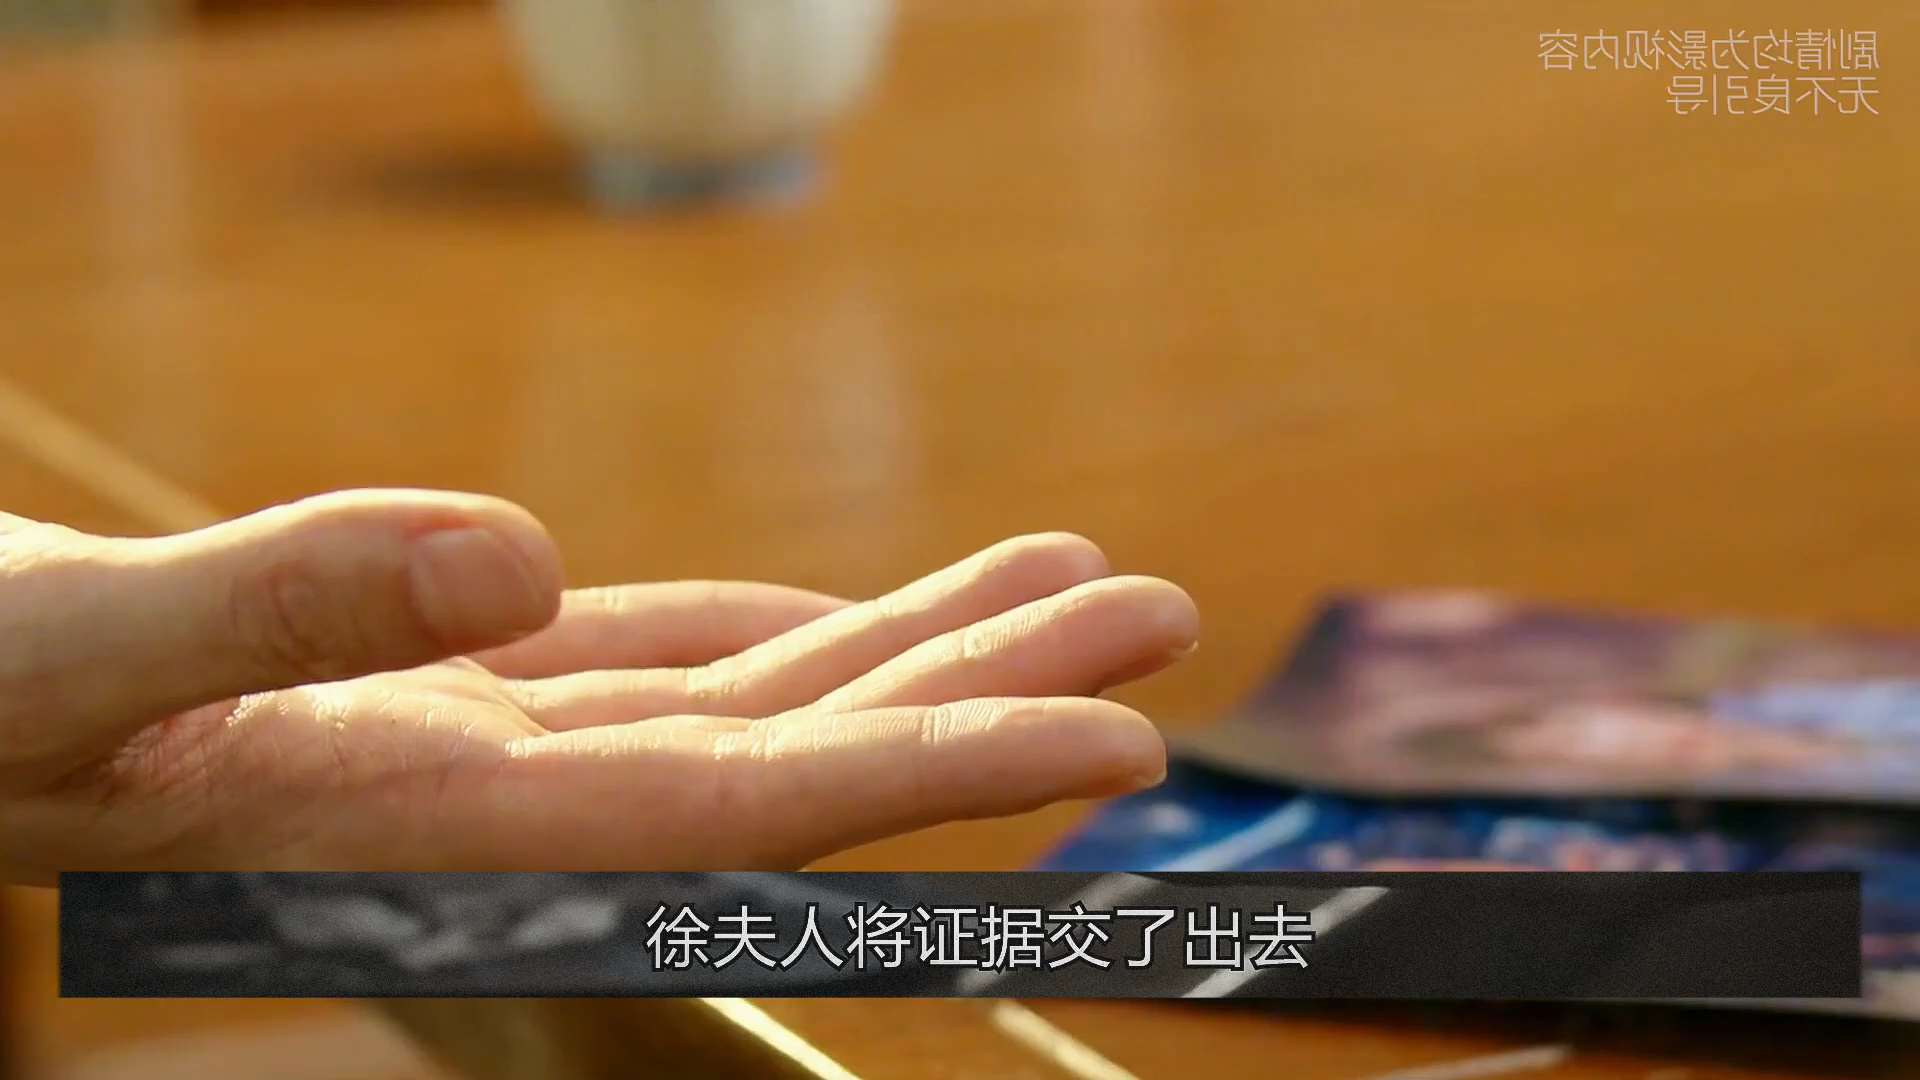 剧情均为影视内容
无不良引导
徐夫人将证据交了出去